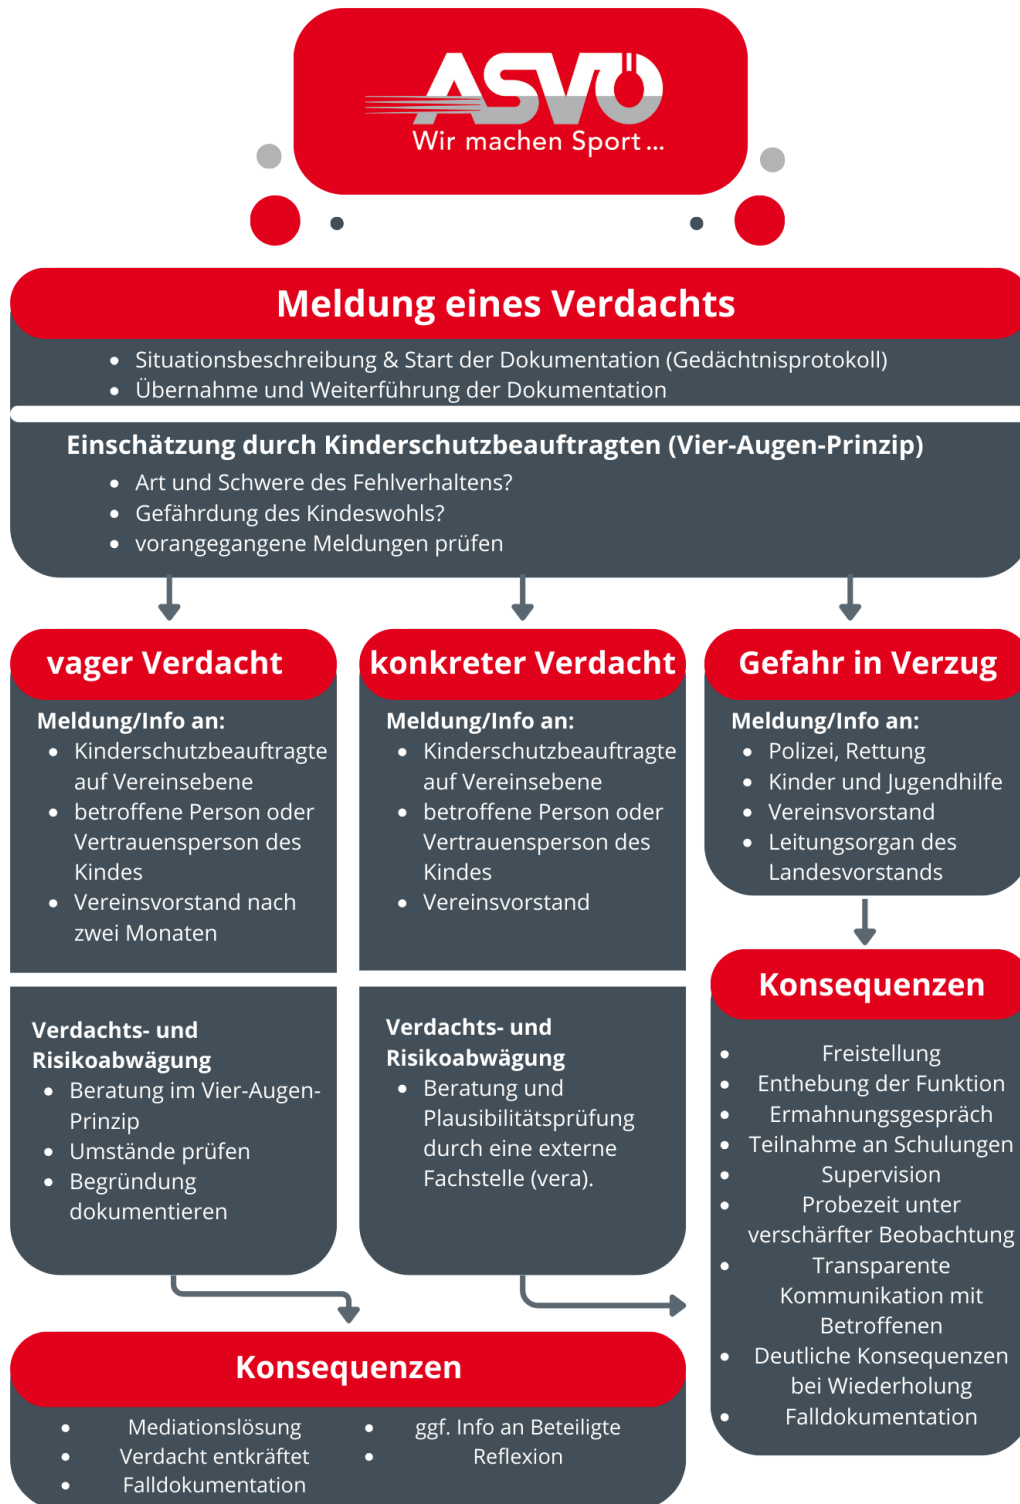 ASVÖ
Wir machen Sport ...
Meldung eines Verdachts
• Situationsbeschreibung & Start der Dokumentation (Gedächtnisprotokoll)
• Übernahme und Weiterführung der Dokumentation
Einschätzung durch Kinderschutzbeauftragten (Vier-Augen-Prinzip)
• Art und Schwere des Fehlverhaltens?
• Gefährdung des Kindeswohls?
• vorangegangene Meldungen prüfen
vager Verdacht
Meldung/Info an:
• Kinderschutzbeauftragte
auf Vereinsebene
• betroffene Person oder
Vertrauensperson des
Kindes
• Vereinsvorstand nach
zwei Monaten
Verdachts- und
Risikoabwägung
• Beratung im Vier-Augen-
Prinzip
• Umstände prüfen
• Begründung
dokumentieren
konkreter Verdacht
Meldung/Info an:
• Kinderschutzbeauftragte
auf Vereinsebene
• betroffene Person oder
Vertrauensperson des
Kindes
• Vereinsvorstand
Verdachts- und
Risikoabwägung
• Beratung und
Plausibilitätsprüfung
durch eine externe
Fachstelle (vera).
Gefahr in Verzug
Meldung/Info an:
• Polizei, Rettung
• Kinder und Jugendhilfe
• Vereinsvorstand
• Leitungsorgan des
Landesvorstands
Konsequenzen
• Freistellung
• Enthebung der Funktion
• Ermahnungsgespräch
• Teilnahme an Schulungen
• Supervision
• Probezeit unter
verschärfter Beobachtung
• Transparente
Kommunikation mit
Betroffenen
• Deutliche Konsequenzen
bei Wiederholung
• Falldokumentation
Konsequenzen
• Mediationslösung
• Verdacht entkräftet
• Falldokumentation
• ggf. Info an Beteiligte
• Reflexion